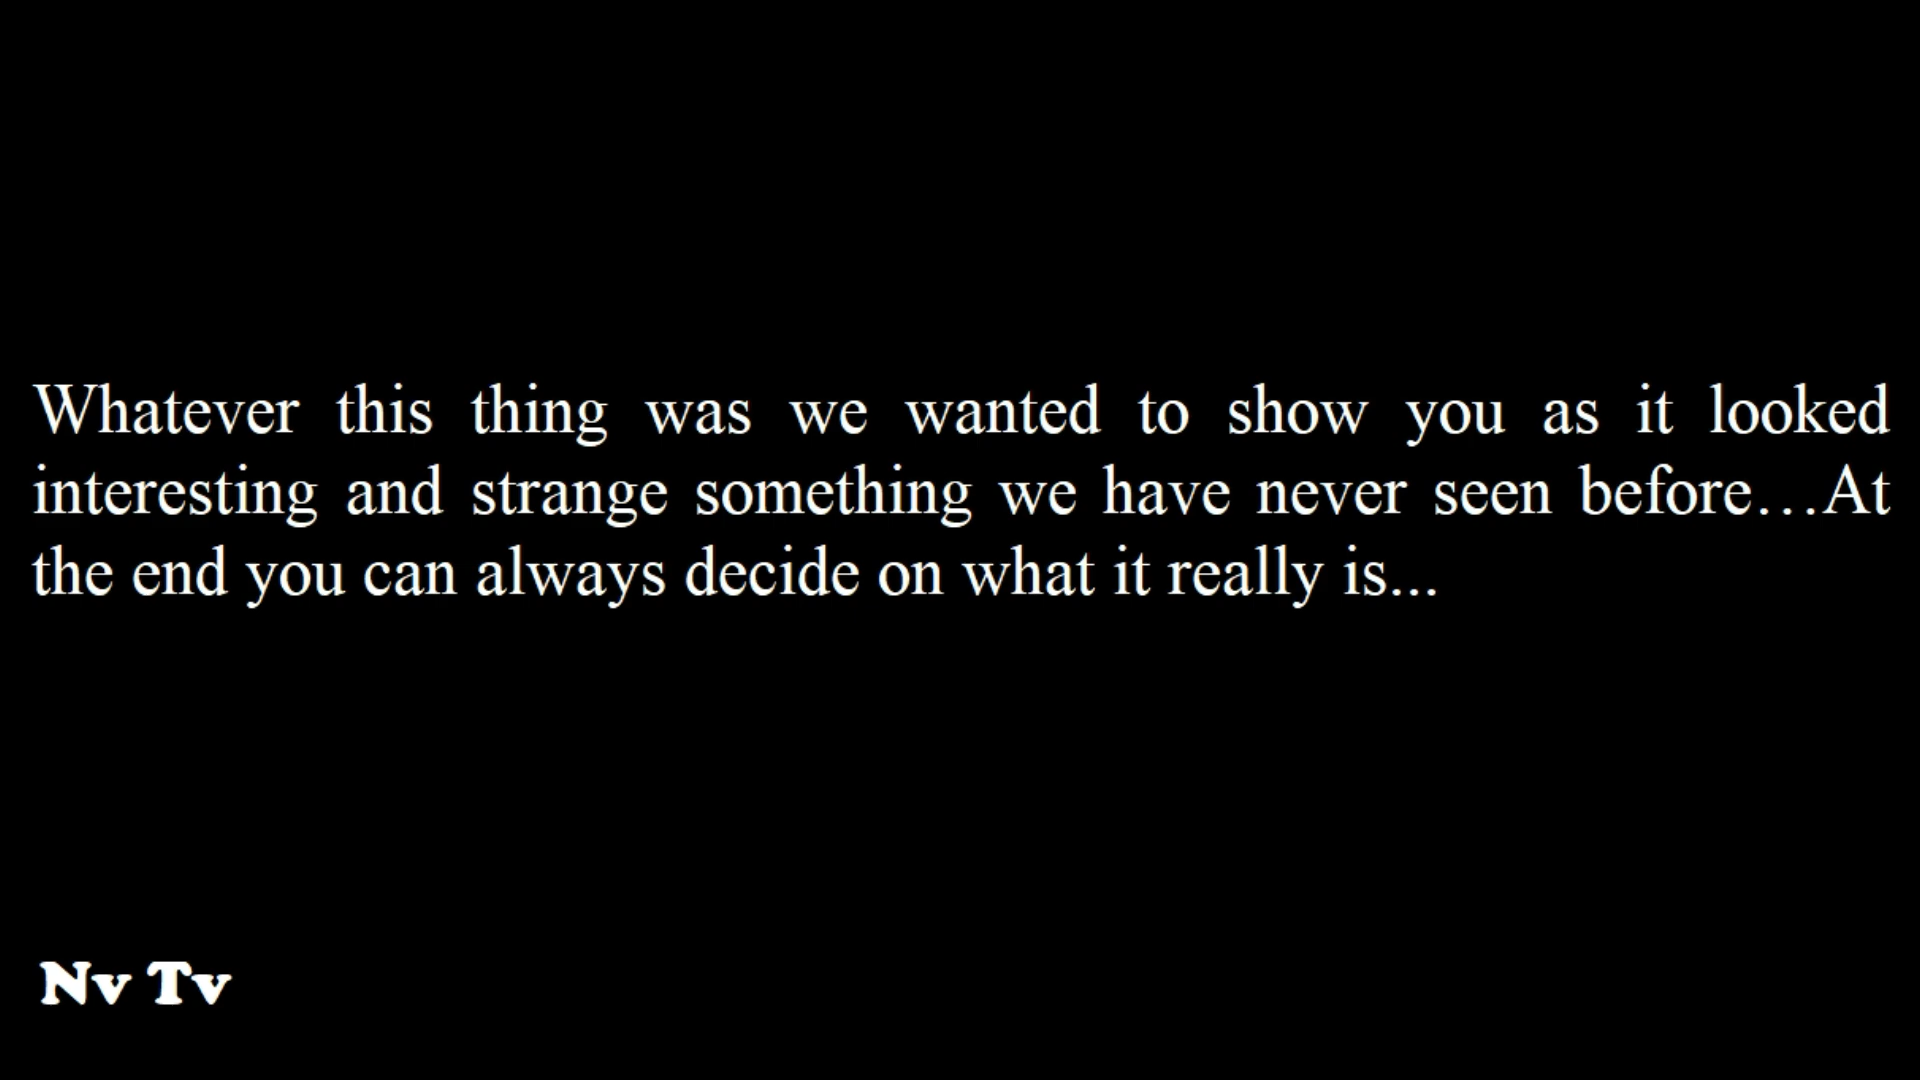 Whatever this thing was we wanted to show you as it looked
interesting and strange something we have never seen before…At
the end you can always decide on what it really is...
Nv Tv